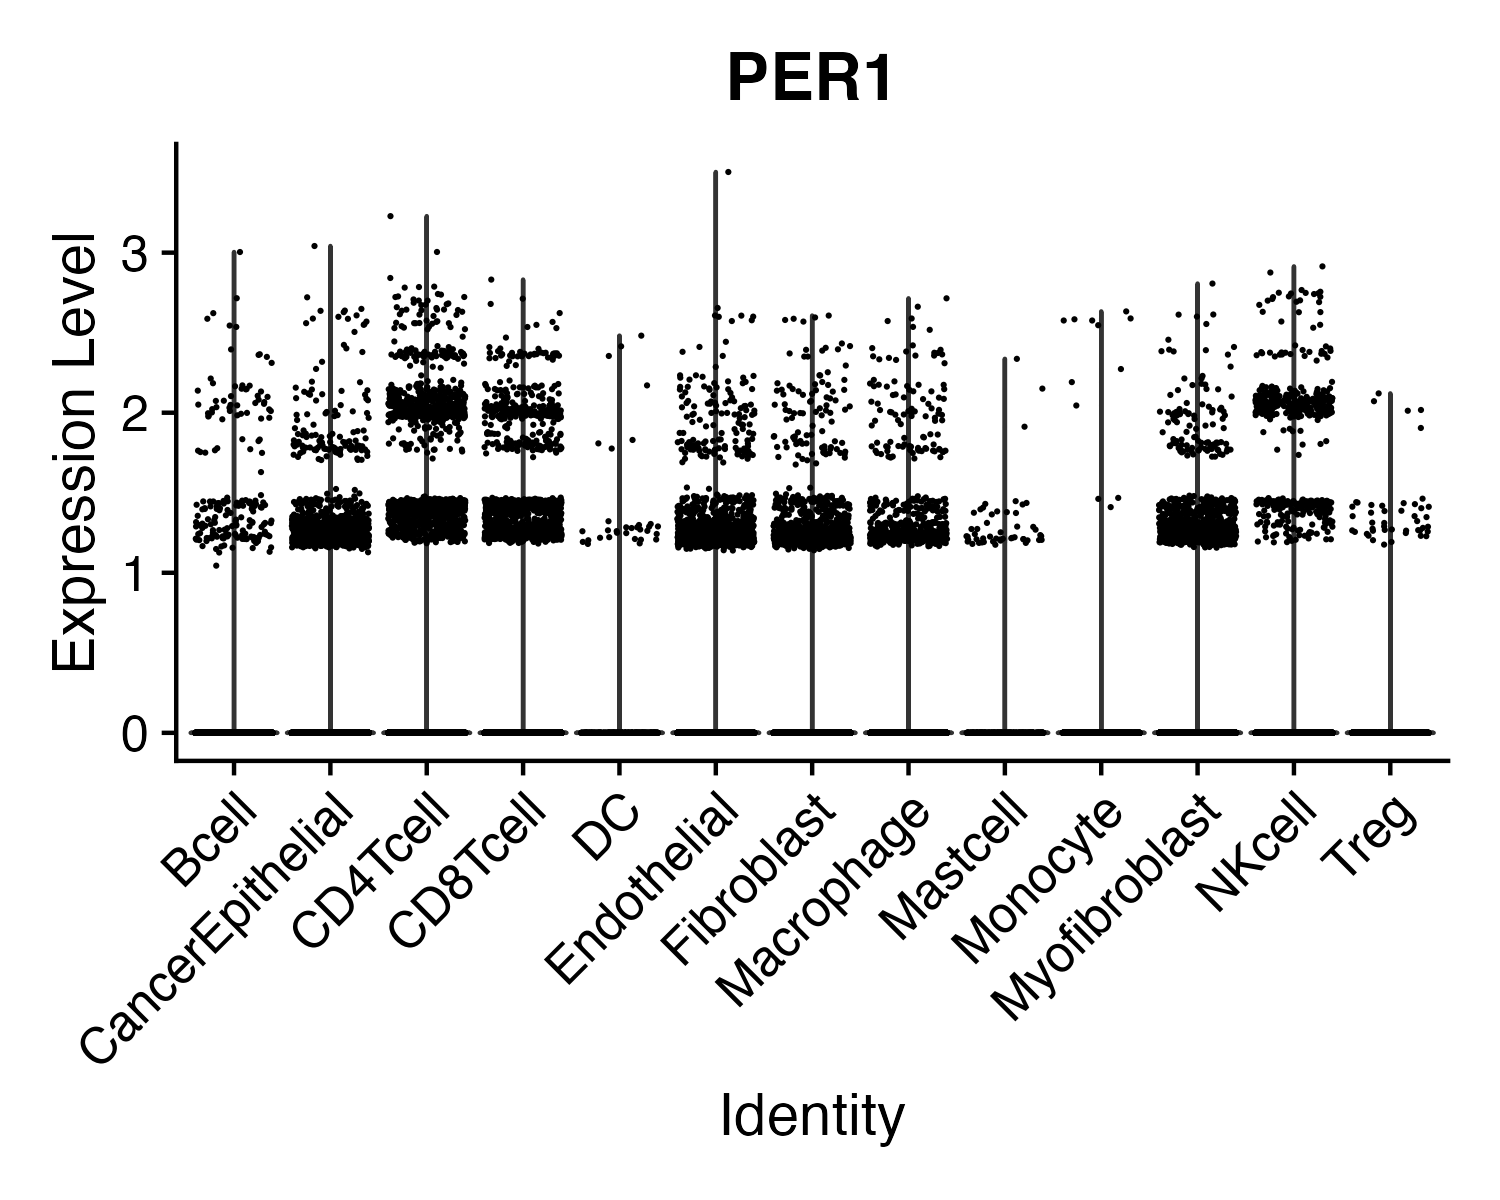 PER1
Expression Level
3
2
1
0
Bcell
CancerEpithelial
CD4Tcell
CD8Tcell
DC
Endothelial
Fibroblast
Macrophage
Mastcell
Monocyte
Myofibroblast
NKcell
Treg
Identity